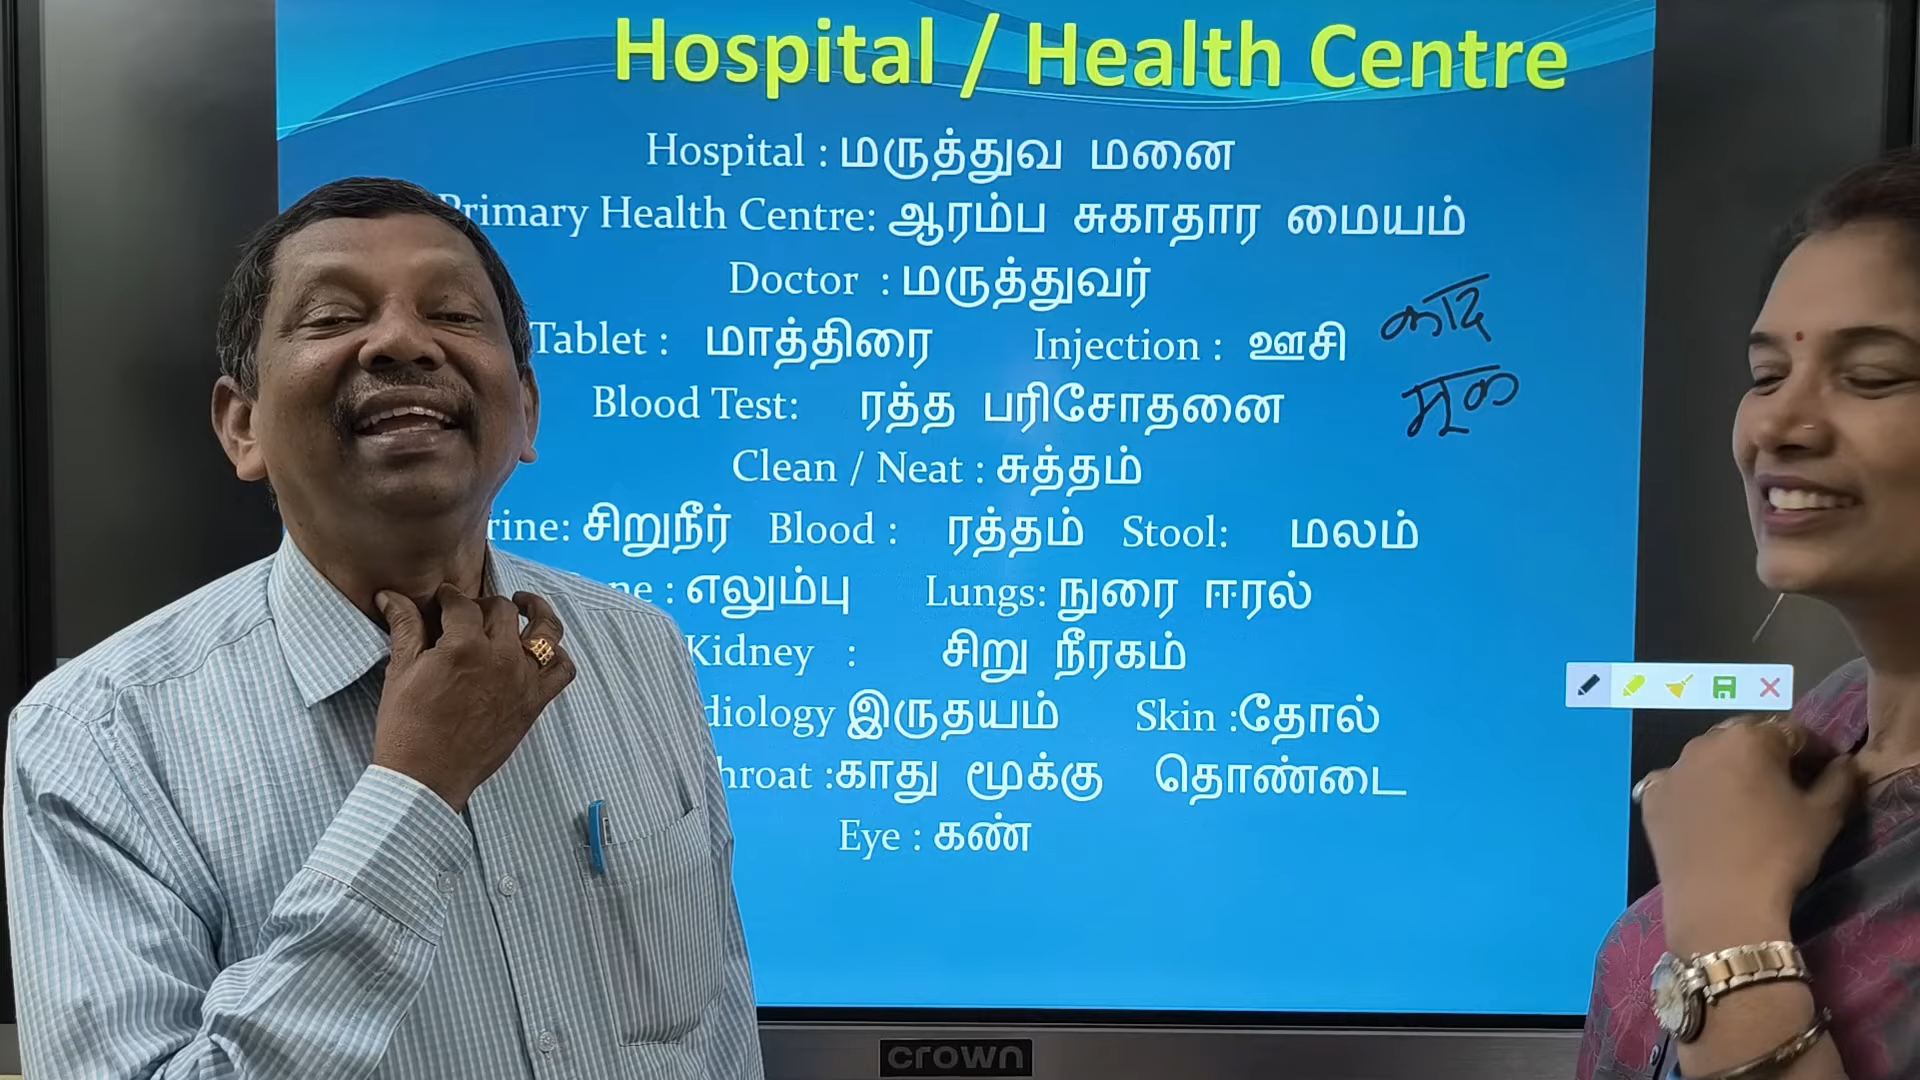 Hospital / Health Centre
Hospital : மருத்துவ மனை
Primary Health Centre: ஆரம்ப சுகாதார மையம்
Doctor : மருத்துவர்
Tablet : மாத்திரை Injection : ஊசி
Blood Test: ரத்த பரிசோதனை
Clean / Neat : சுத்தம்
rine: சிறுநீர் Blood : ரத்தம் Stool: மலம்
ne : எலும்பு Lungs: நுரை ஈரல்
Kidney : சிறு நீரகம்
diology இருதயம் Skin :தோல்
hroat :காது மூக்கு தொண்டை
Eye : கண்
crown